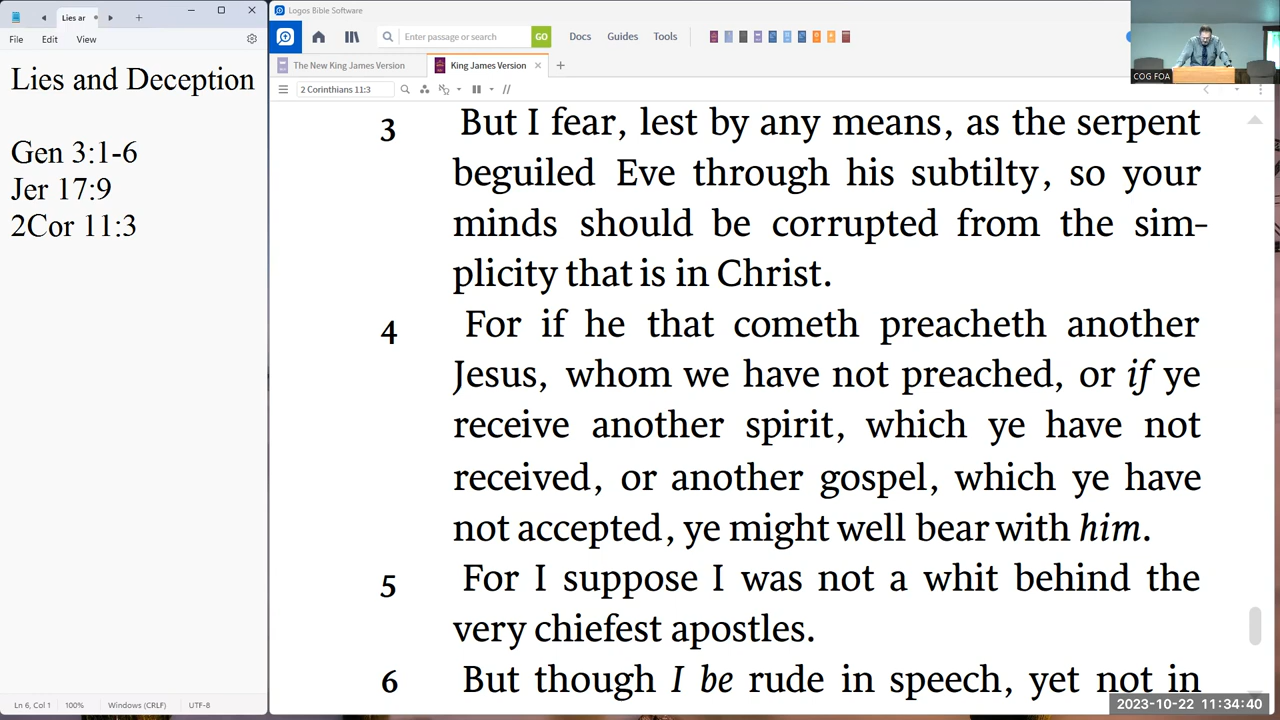 Lies ar
File Edit View
Lies and Deception
Gen 3:1-6
Jer 17:9
2Cor 11:3
Ln 6, Col 1 100% Windows (CRLF) UTF-8
Logos Bible Software
Enter passage or search GO Docs Guides Tools
The New King James Version King James Version
2 Corinthians 11:3
COG FOA
3 But I fear, lest by any means, as the serpent
beguiled Eve through his subtilty, so your
minds should be corrupted from the sim-
plicity that is in Christ.
4 For if he that cometh preacheth another
Jesus, whom we have not preached, or if ye
receive another spirit, which ye have not
received, or another gospel, which ye have
not accepted, ye might well bear with him.
5 For I suppose I was not a whit behind the
very chiefest apostles.
6 But though I be rude in speech, yet not in
2023-10-22 11:34:40